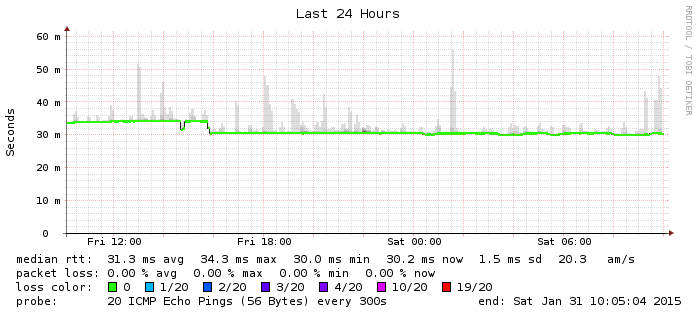 Last 24 Hours
RRDTOOL / TOBI OETIKER
Seconds
60 m
50 m
40 m
30 m
20 m
10 m
0
Fri 12:00 Fri 18:00 Sat 00:00 Sat 06:00
median rtt: 31.3 ms avg 34.3 ms max 30.0 ms min 30.2 ms now 1.5 ms sd 20.3 am/s
packet loss: 0.00 % avg 0.00 % max 0.00 % min 0.00 % now
loss color: 0 1/20 2/20 3/20 4/20 10/20 19/20
probe: 20 ICMP Echo Pings (56 Bytes) every 300s end: Sat Jan 31 10:05:04 2015